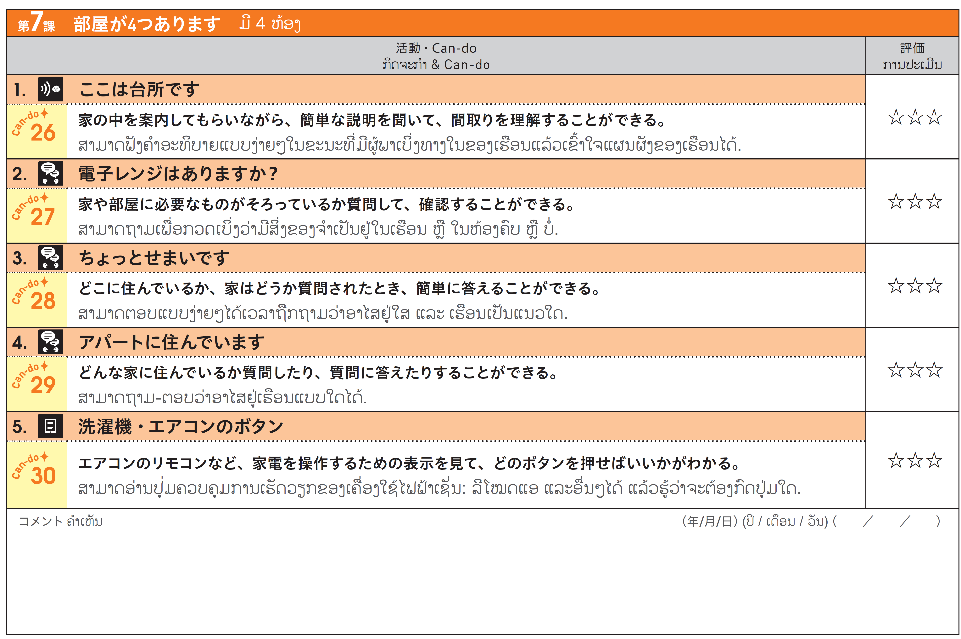 第7課 部屋が4つあります ມີ 4 ຫ້ອງ
活動・Can-do
ກິດຈະກຳ & Can-do
評価
ການປະເມີນ
1. ここは台所です
Can-do 26
家の中を案内してもらいながら、簡単な説明を聞いて、間取りを理解することができる。
ສາມາດຟັງຄຳອະທິບາຍແບບງ່າຍໆໃນຂະນະທີ່ມີຜູ້ພາເບິ່ງທາງໃນຂອງເຮືອນແລ້ວເຂົ້າໃຈແຜນຜັງຂອງເຮືອນໄດ້.
☆☆☆
2. 電子レンジはありますか?
Can-do 27
家や部屋に必要なものがそろっているか質問して、確認することができる。
ສາມາດຖາມເພື່ອກວດເບິ່ງວ່າມີສິ່ງຂອງຈຳເປັນຢູ່ໃນເຮືອນ ຫຼື ໃນຫ້ອງຄົບ ຫຼື ບໍ່.
☆☆☆
3. ちょっとせまいです
Can-do 28
どこに住んでいるか、家はどうか質問されたとき、簡単に答えることができる。
ສາມາດຕອບແບບງ່າຍໆໄດ້ເວລາຖືກຖາມວ່າອາໄສຢູ່ໃສ ແລະ ເຮືອນເປັນແນວໃດ.
☆☆☆
4. アパートに住んでいます
Can-do 29
どんな家に住んでいるか質問したり、質問に答えたりすることができる。
ສາມາດຖາມ-ຕອບວ່າອາໄສຢູ່ເຮືອນແບບໃດໄດ້.
☆☆☆
5. 洗濯機・エアコンのボタン
Can-do 30
エアコンのリモコンなど、家電を操作するための表示を見て、どのボタンを押せばいいかがわかる。
ສາມາດອ່ານປຸ່ມຄວບຄຸມການເຮັດວຽກຂອງເຄື່ອງໃຊ້ໄຟຟ້າເຊັ່ນ: ລີໂໝດແອ ແລະອື່ນໆໄດ້ ແລ້ວຮູ້ວ່າຈະຕ້ອງກົດປຸ່ມໃດ.
☆☆☆
コメント ຄຳເຫັນ
(年/月/日) (ປີ / ເດືອນ / ວັນ) ( / / )